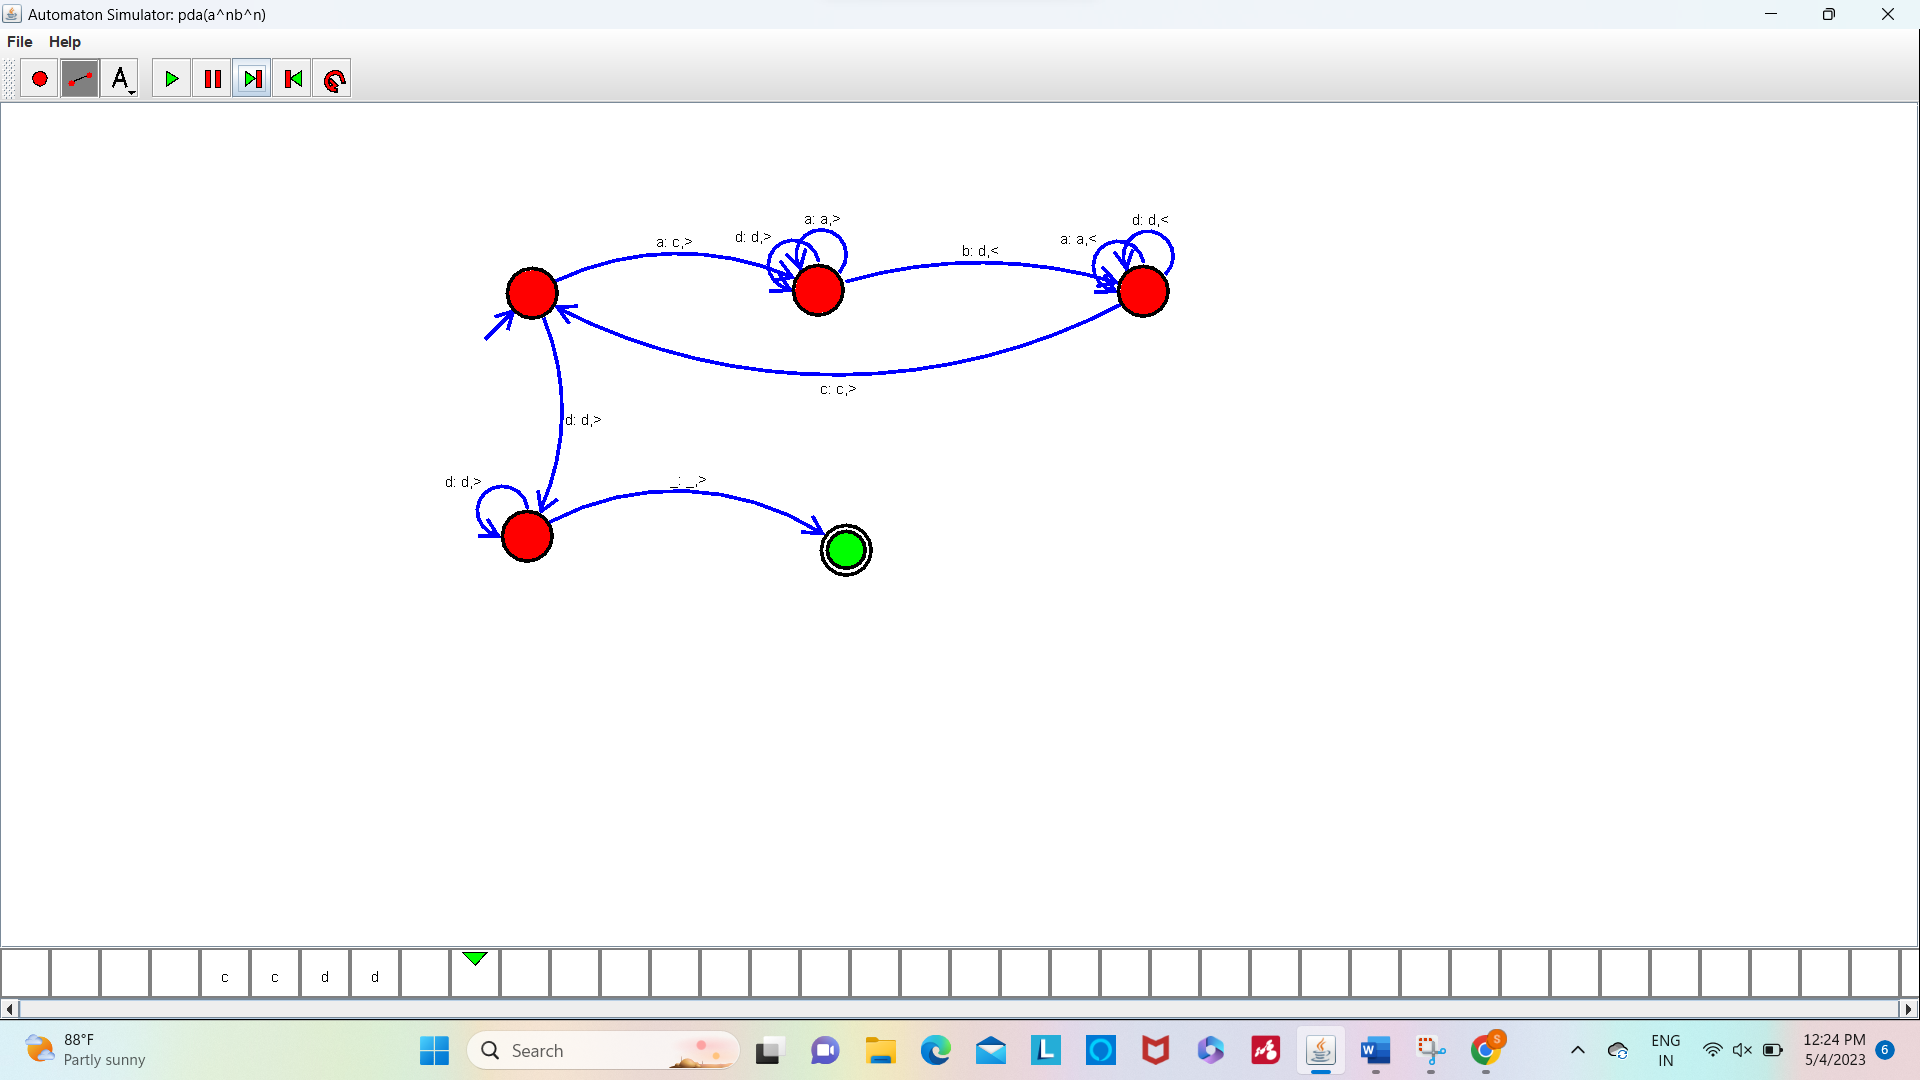 Automaton Simulator: pda(a^nb^n)
File Help
A
a: a,>
d: d,<
d: d,>
a: a,<
a: c,>
b: d,<
c: c,>
d: d,>
d: d,>
_: _,>
c c d d
88°F
Partly sunny
Search
S
ENG
IN
12:24 PM
5/4/2023
6